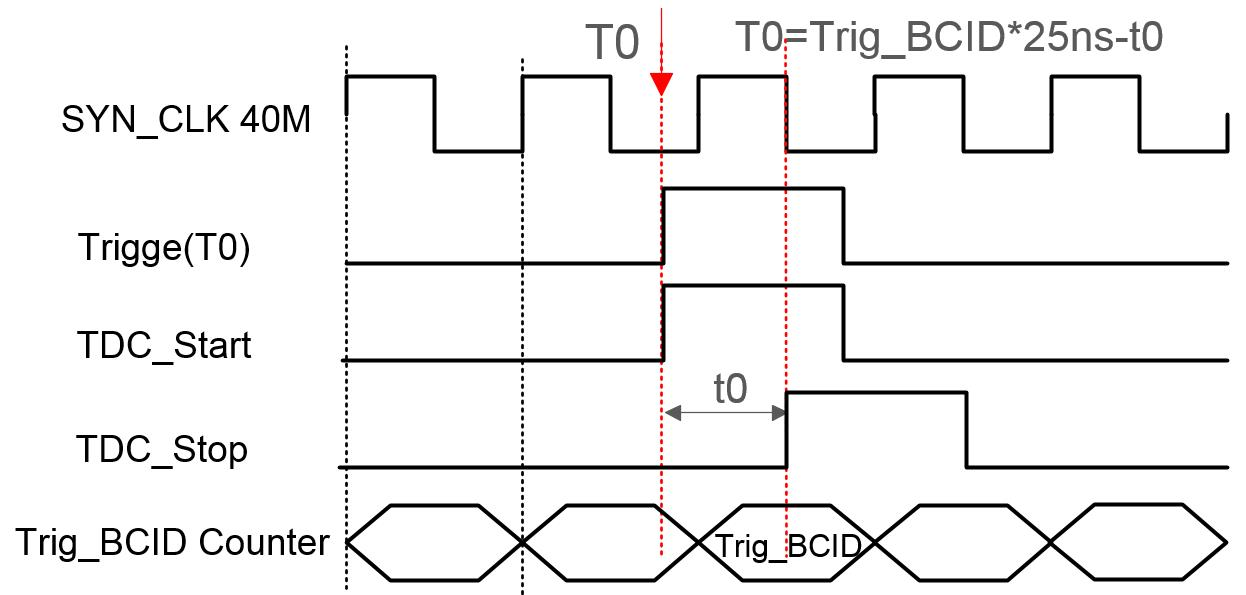 T0
T0=Trig_BCID*25ns-t0
SYN_CLK 40M
Trigge(T0)
TDC_Start
t0
TDC_Stop
Trig_BCID Counter
Trig_BCID